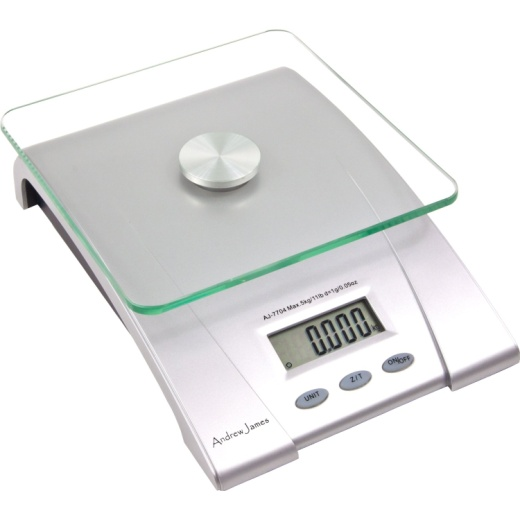 AJ-7704 Max.5kg/11lb d=1g/0.05oz
0.000
UNIT
Z/T
ON/OFF
Andrew James